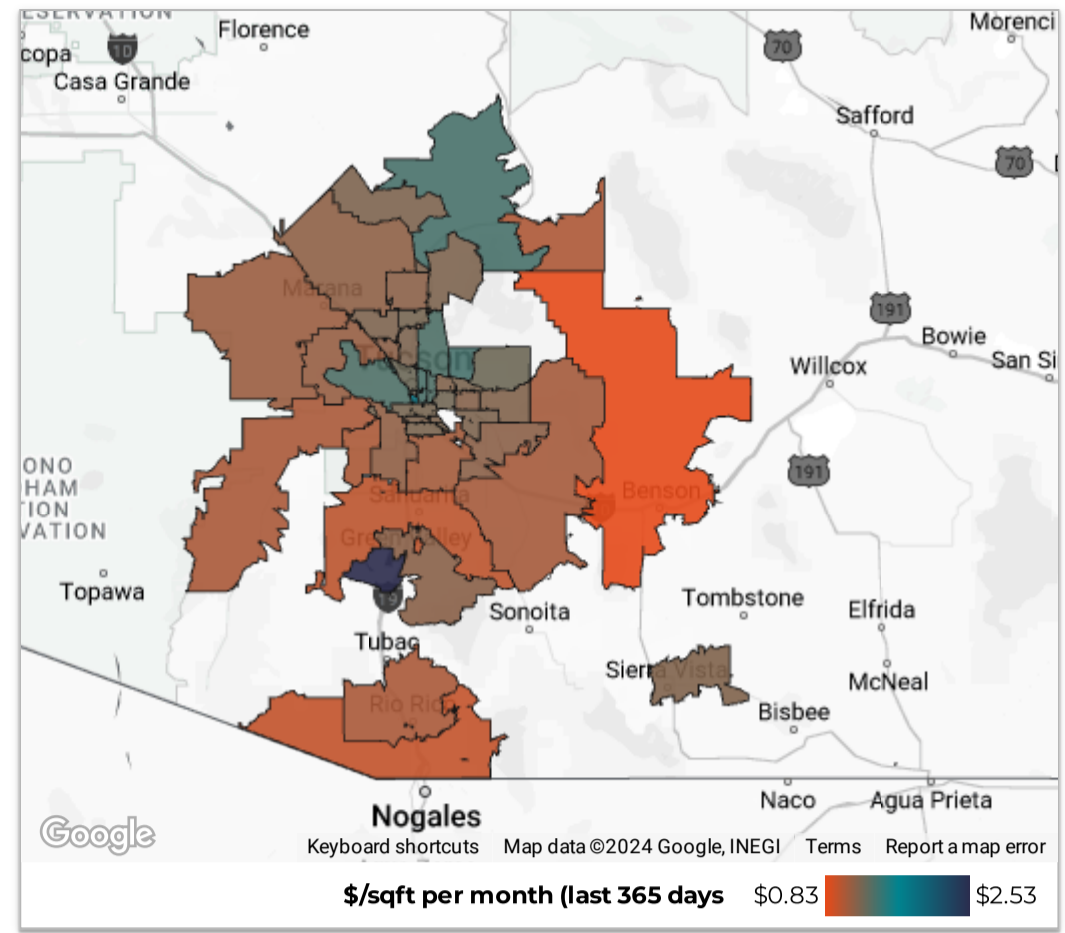 ESERVATION
Florence
Morenci
copa
10
70
Casa Grande
Safford
70
Marana
191
Bowie
Tucson
Willcox
San Si
ONO
HAM
TION
VATION
191
Benson
Sahuarita
Green Valley
Topawa
19
Sonoita
Tombstone
Elfrida
Tubac
Sierra Vista
McNeal
Rio Rico
Bisbee
Nogales
Naco
Agua Prieta
Google
Keyboard shortcuts Map data ©2024 Google, INEGI Terms Report a map error
$/sqft per month (last 365 days $0.83 $2.53